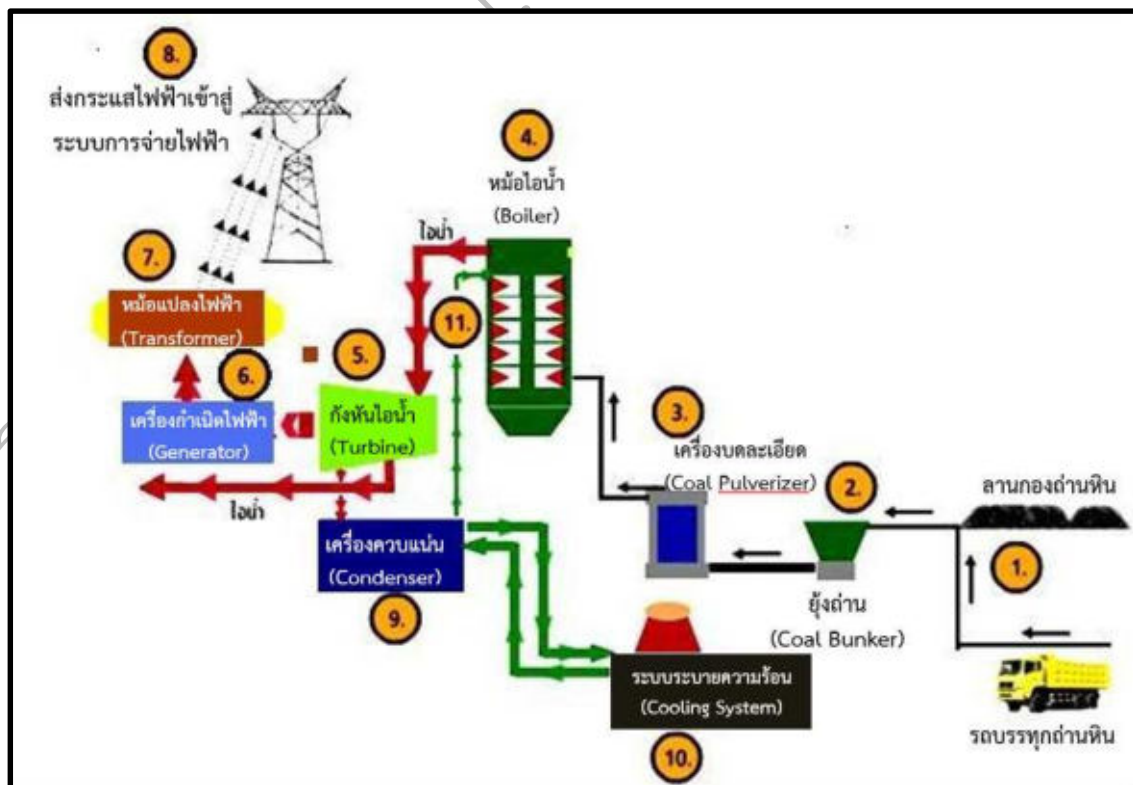 8.
ส่งกระแสไฟฟ้าเข้าสู่
ระบบการจ่ายไฟฟ้า
4.
หม้อไอน้ำ
(Boiler)
ไอน้ำ
7.
หม้อแปลงไฟฟ้า
(Transformer)
11.
5.
6.
3.
เครื่องกำเนิดไฟฟ้า
(Generator)
กังหันไอน้ำ
(Turbine)
เครื่องบดละเอียด
(Coal Pulverizer)
2.
ลานกองถ่านหิน
ไอน้ำ
เครื่องควบแน่น
(Condenser)
9.
1.
ยุ้งถ่าน
(Coal Bunker)
ระบบระบายความร้อน
(Cooling System)
10.
รถบรรทุกถ่านหิน